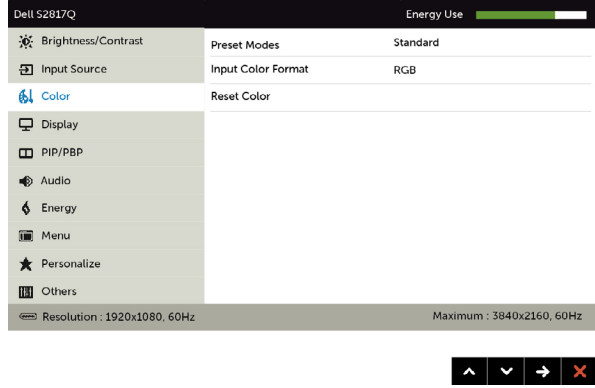 Dell S2817Q Energy Use
Brightness/Contrast Preset Modes Standard
Input Source Input Color Format RGB
Color Reset Color
Display
PIP/PBP
Audio
Energy
Menu
Personalize
Others
Resolution : 1920x1080, 60Hz Maximum : 3840x2160, 60Hz